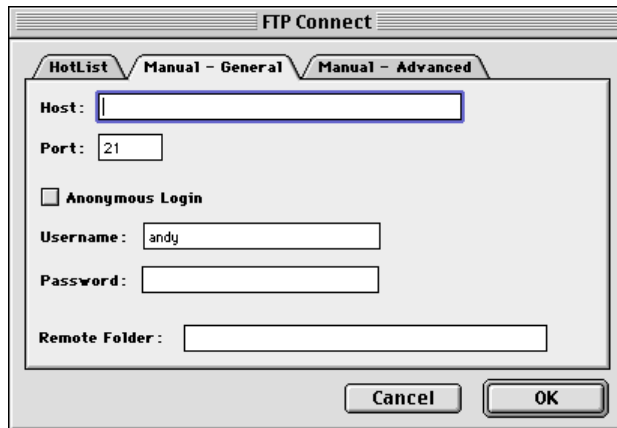 FTP Connect
HotList Manual - General Manual - Advanced
Host:
Port: 21
Anonymous Login
Username: andy
Password:
Remote Folder:
Cancel OK